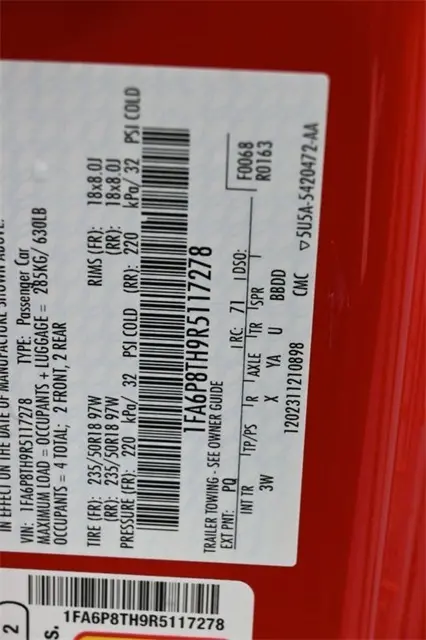 IN EFFECT ON THE DATE OF MANUFACTURE SHOWN ABOVE.
VIN: 1FA6P8TH9R5117278 TYPE: Passenger Car
MAXIMUM LOAD = OCCUPANTS + LUGGAGE = 285KG/ 630LB
OCCUPANTS = 4 TOTAL; 2 FRONT, 2 REAR
TIRE (FR): 235/50R18 97W RIMS (FR): 18x8.0J
(RR): 235/50R18 97W (RR): 18x8.0J
PRESSURE (FR): 220 kPa/ 32 PSI COLD (RR): 220 kPa/ 32 PSI COLD
1FA6P8TH9R5117278
TRAILER TOWING - SEE OWNER GUIDE F0068
EXT PNT: PQ RC: 71 DSO: R0163
INT TR TP/PS R AXLE TR SPR
3W X YA U BBDD
1202311210898 CMC ▽5U5A-5420472-AA
2
s.
1FA6P8TH9R5117278